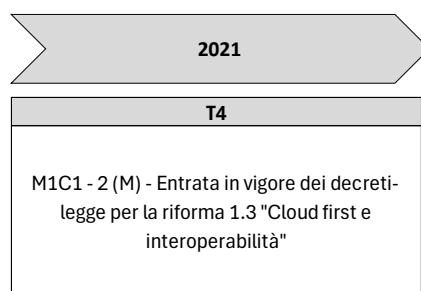 2021
T4
M1C1 - 2 (M) - Entrata in vigore dei decreti-
legge per la riforma 1.3 "Cloud first e
interoperabilità"